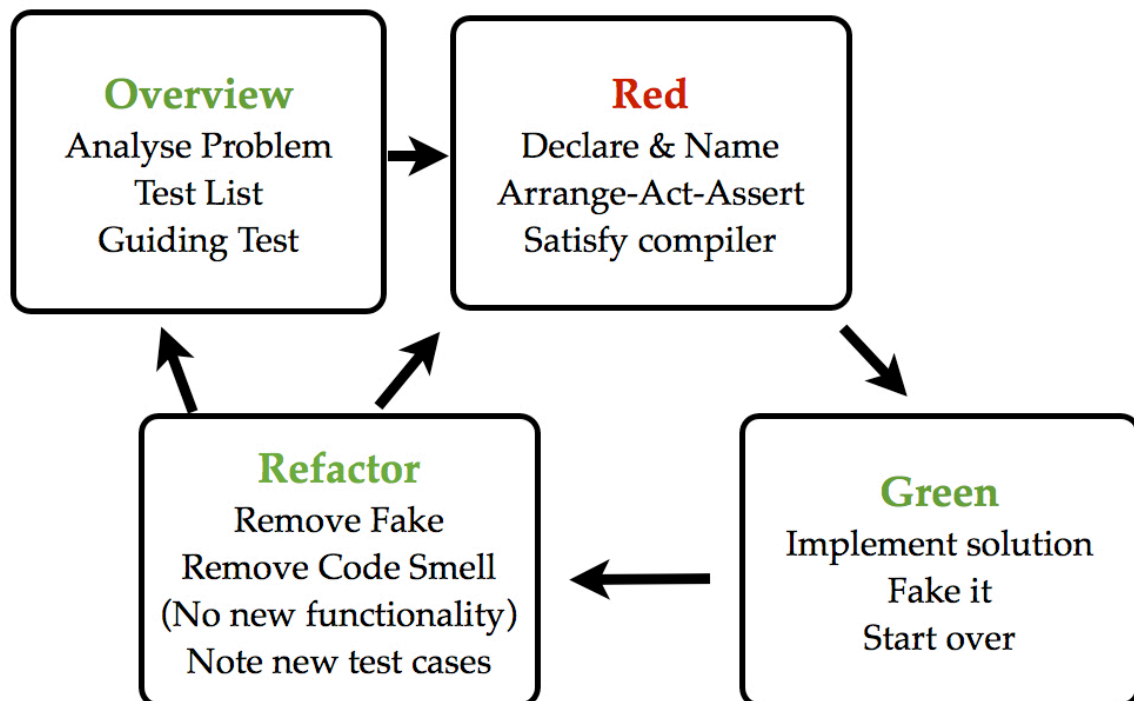 Overview
Analyse Problem
Test List
Guiding Test
Red
Declare & Name
Arrange-Act-Assert
Satisfy compiler
Refactor
Remove Fake
Remove Code Smell
(No new functionality)
Note new test cases
Green
Implement solution
Fake it
Start over